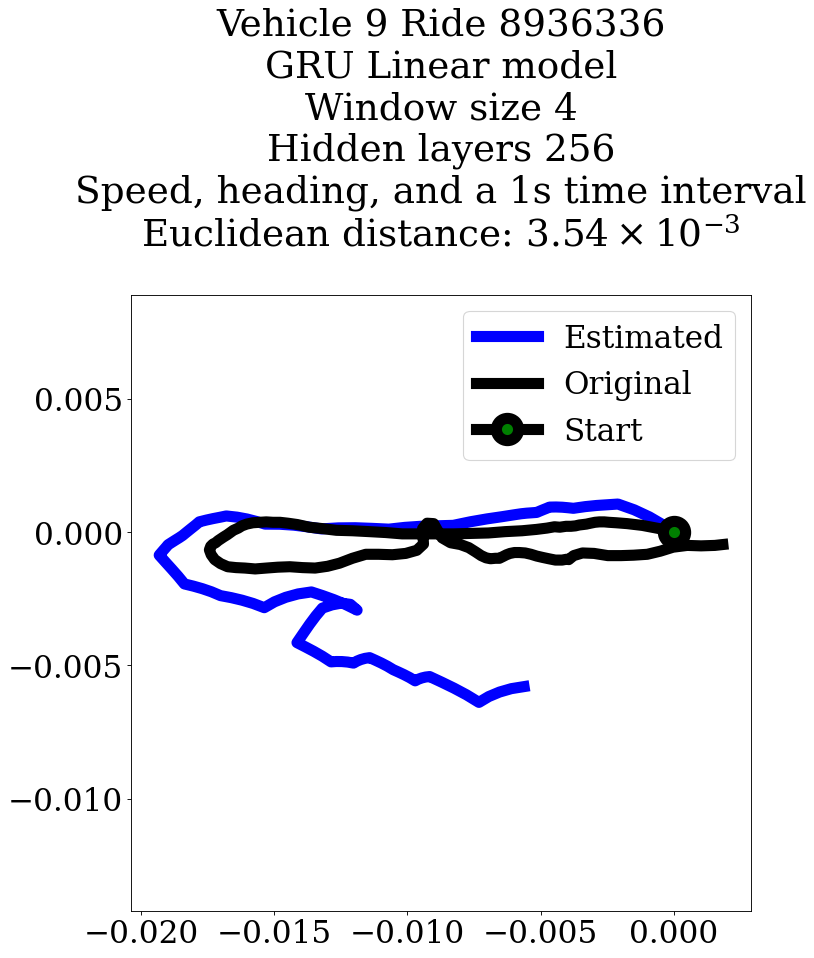 Vehicle 9 Ride 8936336
GRU Linear model
Window size 4
Hidden layers 256
Speed, heading, and a 1s time interval
Euclidean distance: 3.54 × 10⁻³
Estimated
Original
Start
0.005
0.000
−0.005
−0.010
−0.020 −0.015 −0.010 −0.005 0.000